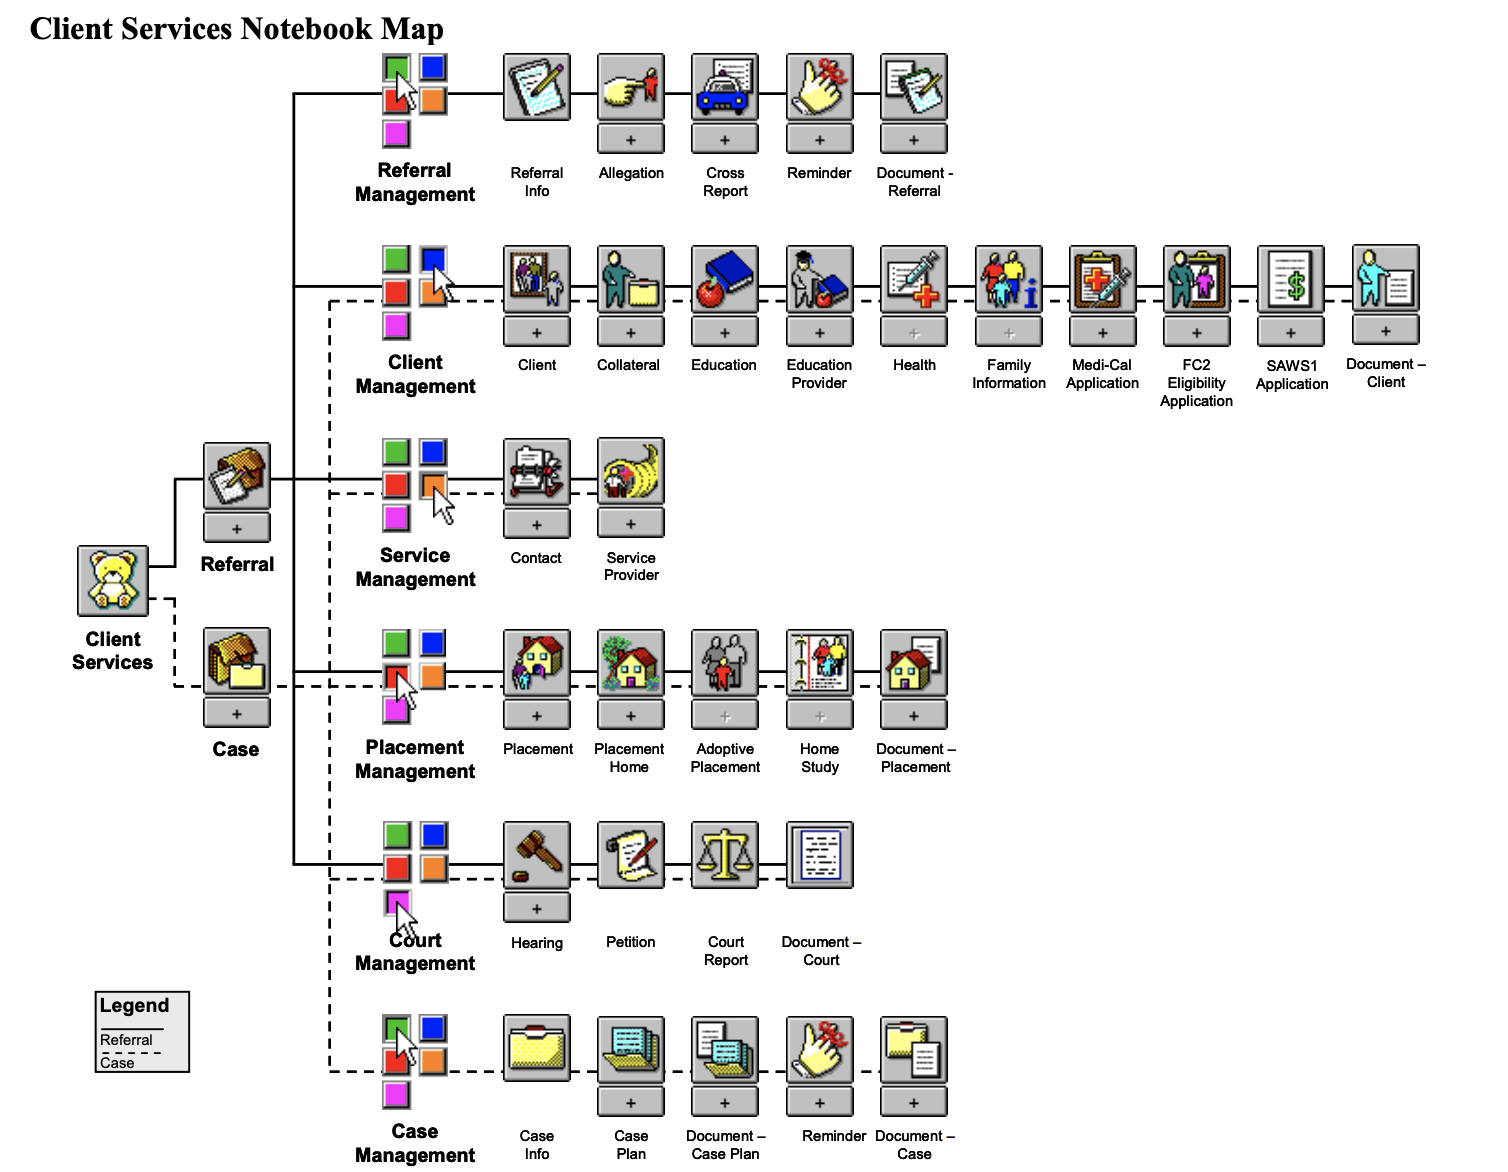 Client Services Notebook Map
Referral
Management
Referral
Info
Allegation
Cross
Report
Reminder
Document -
Referral
Client
Management
Client
Collateral
Education
Education
Provider
Health
Family
Information
Medi-Cal
Application
FC2
Eligibility
Application
SAWS1
Application
Document –
Client
Referral
Service
Management
Contact
Service
Provider
Client
Services
Case
Placement
Management
Placement
Placement
Home
Adoptive
Placement
Home
Study
Document –
Placement
Court
Management
Hearing
Petition
Court
Report
Document –
Court
Legend
Referral
Case
Case
Management
Case
Info
Case
Plan
Document –
Case Plan
Reminder
Document –
Case